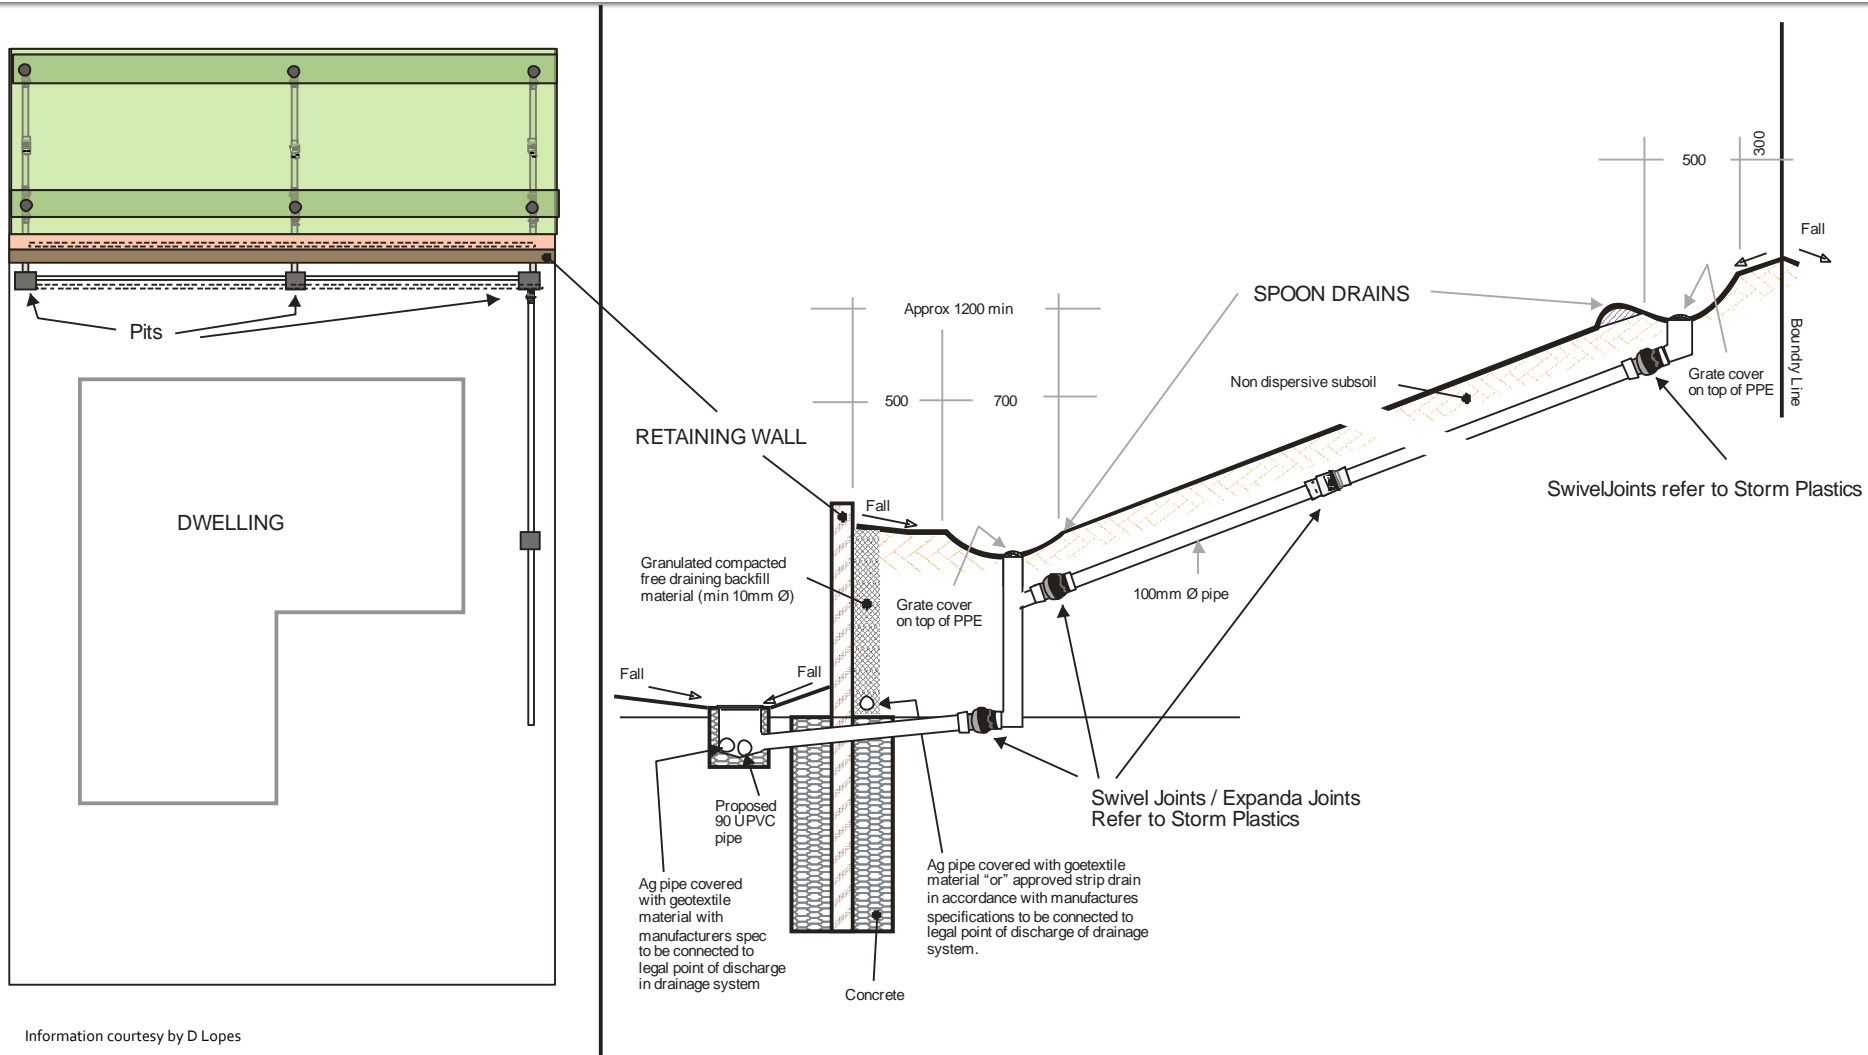 Pits
DWELLING
Information courtesy by D Lopes
RETAINING WALL
Approx 1200 min
500
700
Fall
Granulated compacted
free draining backfill
material (min 10mm Ø)
Grate cover
on top of PPE
Fall
Fall
Proposed
90 UPVC
pipe
Ag pipe covered
with geotextile
material with
manufacturers spec
to be connected to
legal point of discharge
in drainage system
Concrete
Ag pipe covered with goetextile
material “or” approved strip drain
in accordance with manufactures
specifications to be connected to
legal point of discharge of drainage
system.
Swivel Joints / Expanda Joints
Refer to Storm Plastics
100mm Ø pipe
SPOON DRAINS
Non dispersive subsoil
500
300
Fall
Grate cover
on top of PPE
Boundry Line
SwivelJoints refer to Storm Plastics